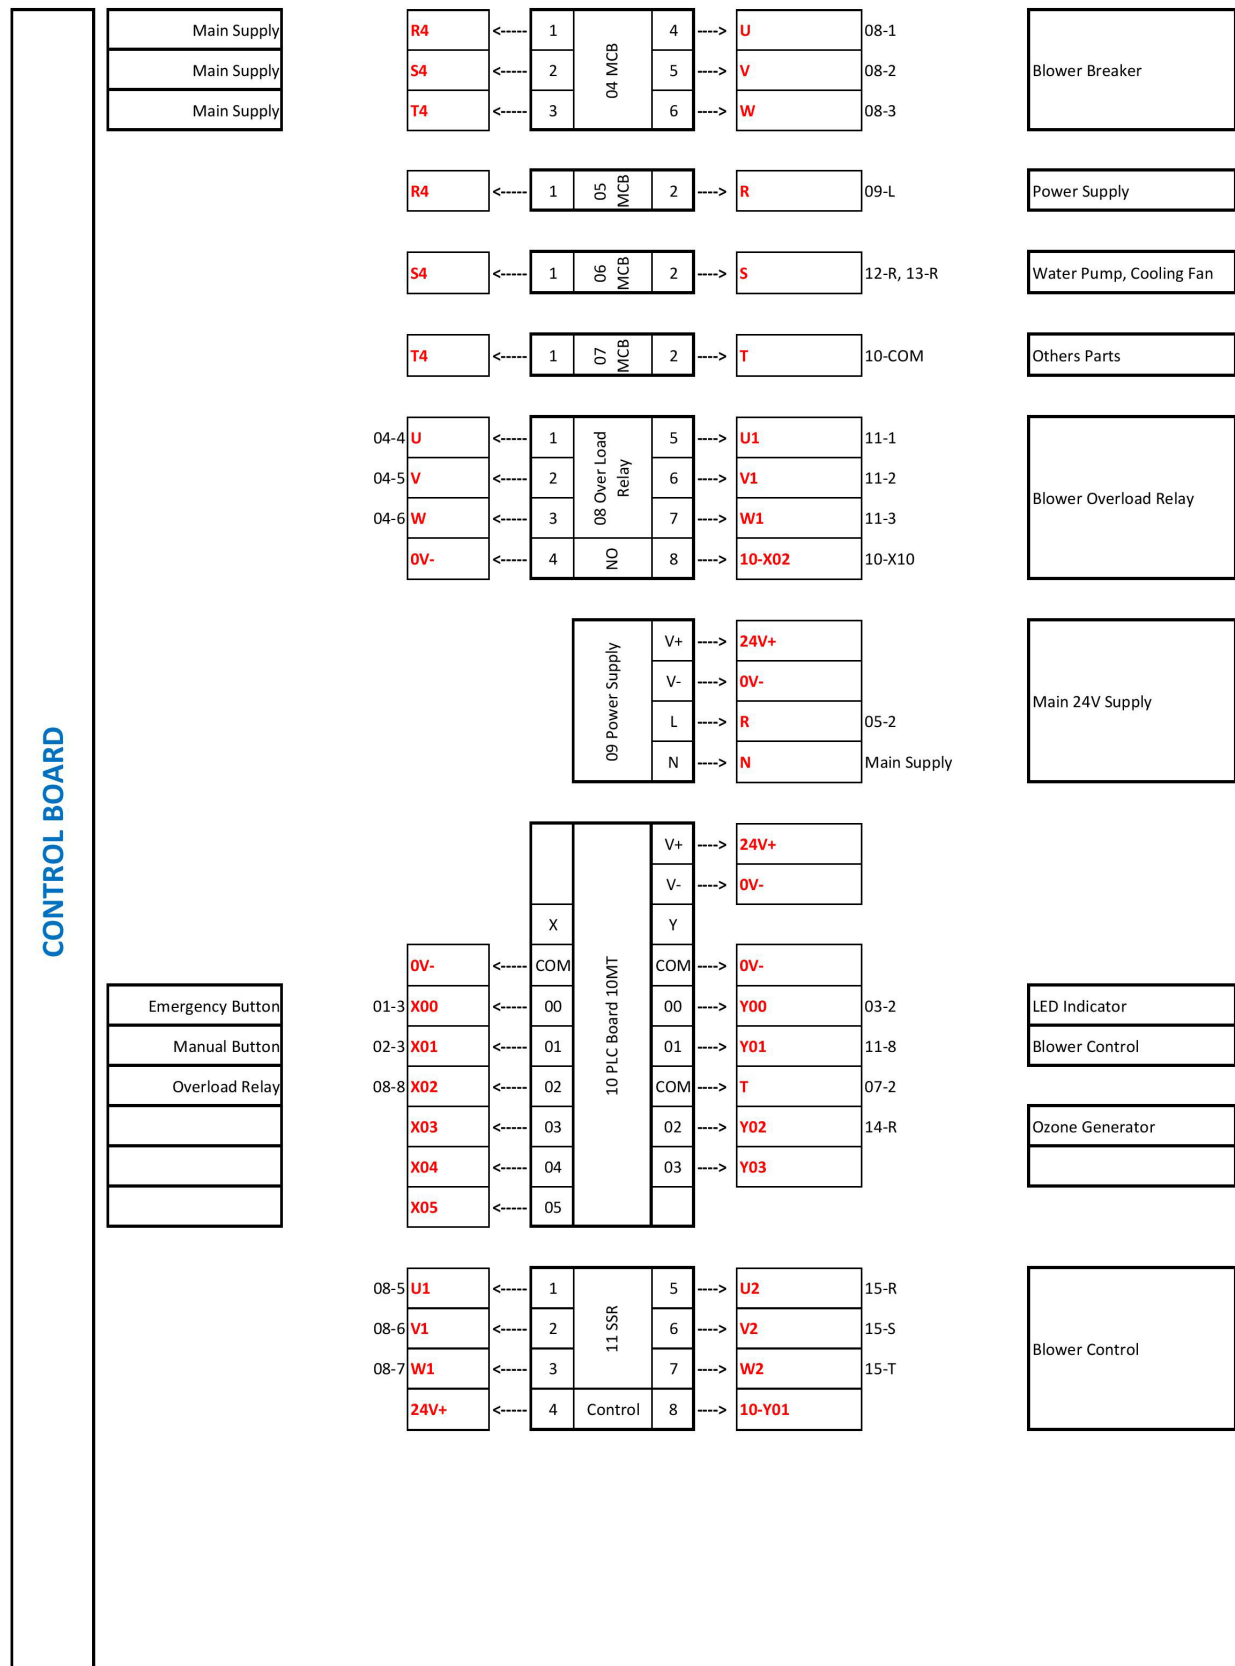 CONTROL BOARD
Main Supply R4 <----- 1 04 MCB 4 ----> U 08-1 Blower Breaker
Main Supply S4 <----- 2 5 ----> V 08-2
Main Supply T4 <----- 3 6 ----> W 08-3
R4 <----- 1 05 MCB 2 ----> R 09-L Power Supply
S4 <----- 1 06 MCB 2 ----> S 12-R, 13-R Water Pump, Cooling Fan
T4 <----- 1 07 MCB 2 ----> T 10-COM Others Parts
04-4 U <----- 1 08 Over Load Relay 5 ----> U1 11-1 Blower Overload Relay
04-5 V <----- 2 6 ----> V1 11-2
04-6 W <----- 3 7 ----> W1 11-3
0V- <----- 4 NO 8 ----> 10-X02 10-X10
09 Power Supply V+ ----> 24V+ Main 24V Supply
V- ----> 0V-
L ----> R 05-2
N ----> N Main Supply
10 PLC Board 10MT V+ ----> 24V+
V- ----> 0V-
X Y
0V- <----- COM COM ----> 0V-
Emergency Button 01-3 X00 <----- 00 00 ----> Y00 03-2 LED Indicator
Manual Button 02-3 X01 <----- 01 01 ----> Y01 11-8 Blower Control
Overload Relay 08-8 X02 <----- 02 COM ----> T 07-2
X03 <----- 03 02 ----> Y02 14-R Ozone Generator
X04 <----- 04 03 ----> Y03
X05 <----- 05
08-5 U1 <----- 1 11 SSR 5 ----> U2 15-R Blower Control
08-6 V1 <----- 2 6 ----> V2 15-S
08-7 W1 <----- 3 7 ----> W2 15-T
24V+ <----- 4 Control 8 ----> 10-Y01